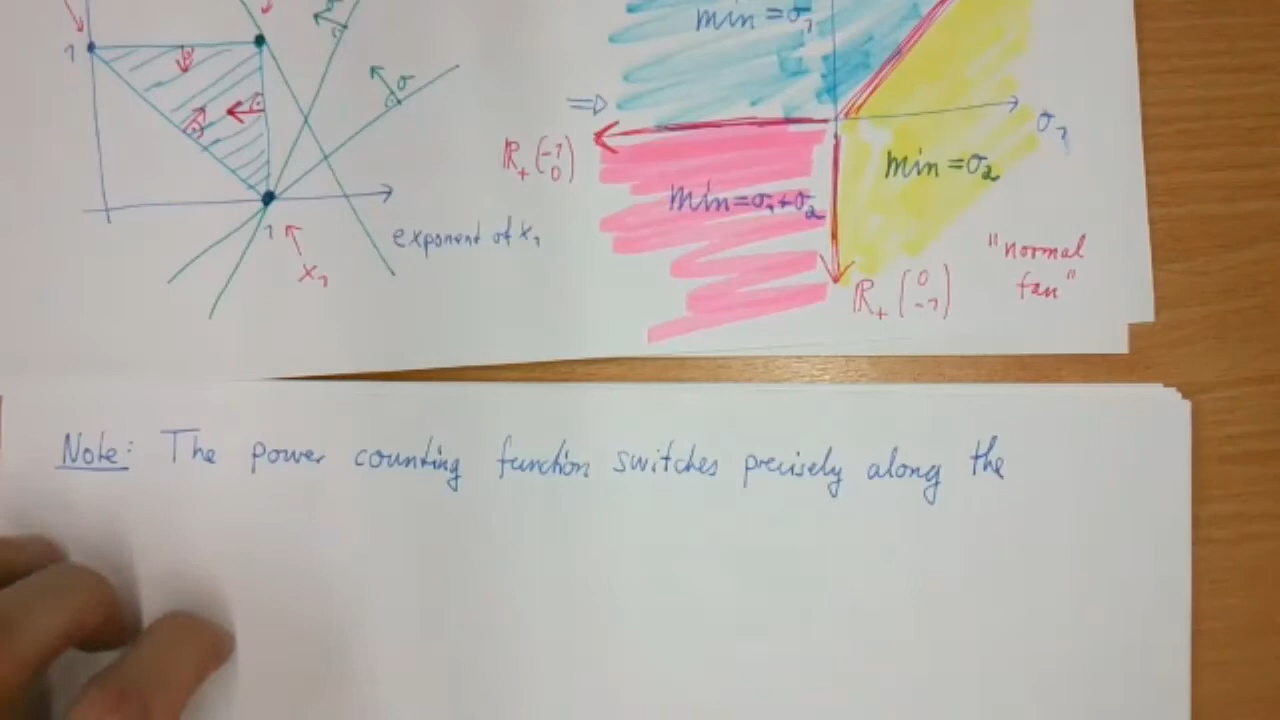 min = σ₁
1
σ
⇒
σ₁
ℝ₊ (-1 0)
min = σ₂
min = σ₁ + σ₂
1
exponent of x₁
x₁
"normal
fan"
ℝ₊ (0 -1)
Note: The power counting function switches precisely along the